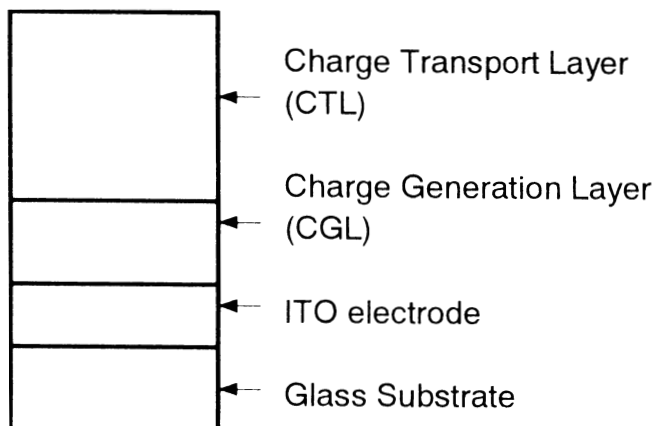 Charge Transport Layer
(CTL)
Charge Generation Layer
(CGL)
ITO electrode
Glass Substrate